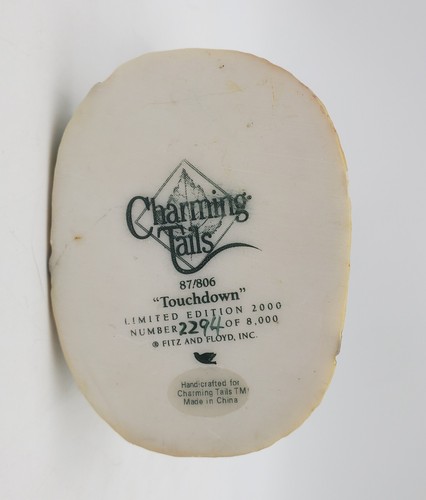 Charming
Tails
87/806
"Touchdown"
LIMITED EDITION 2000
NUMBER 2294 OF 8,000
® FITZ AND FLOYD, INC.
Handicrafted for
Charming Tails TM
Made in China